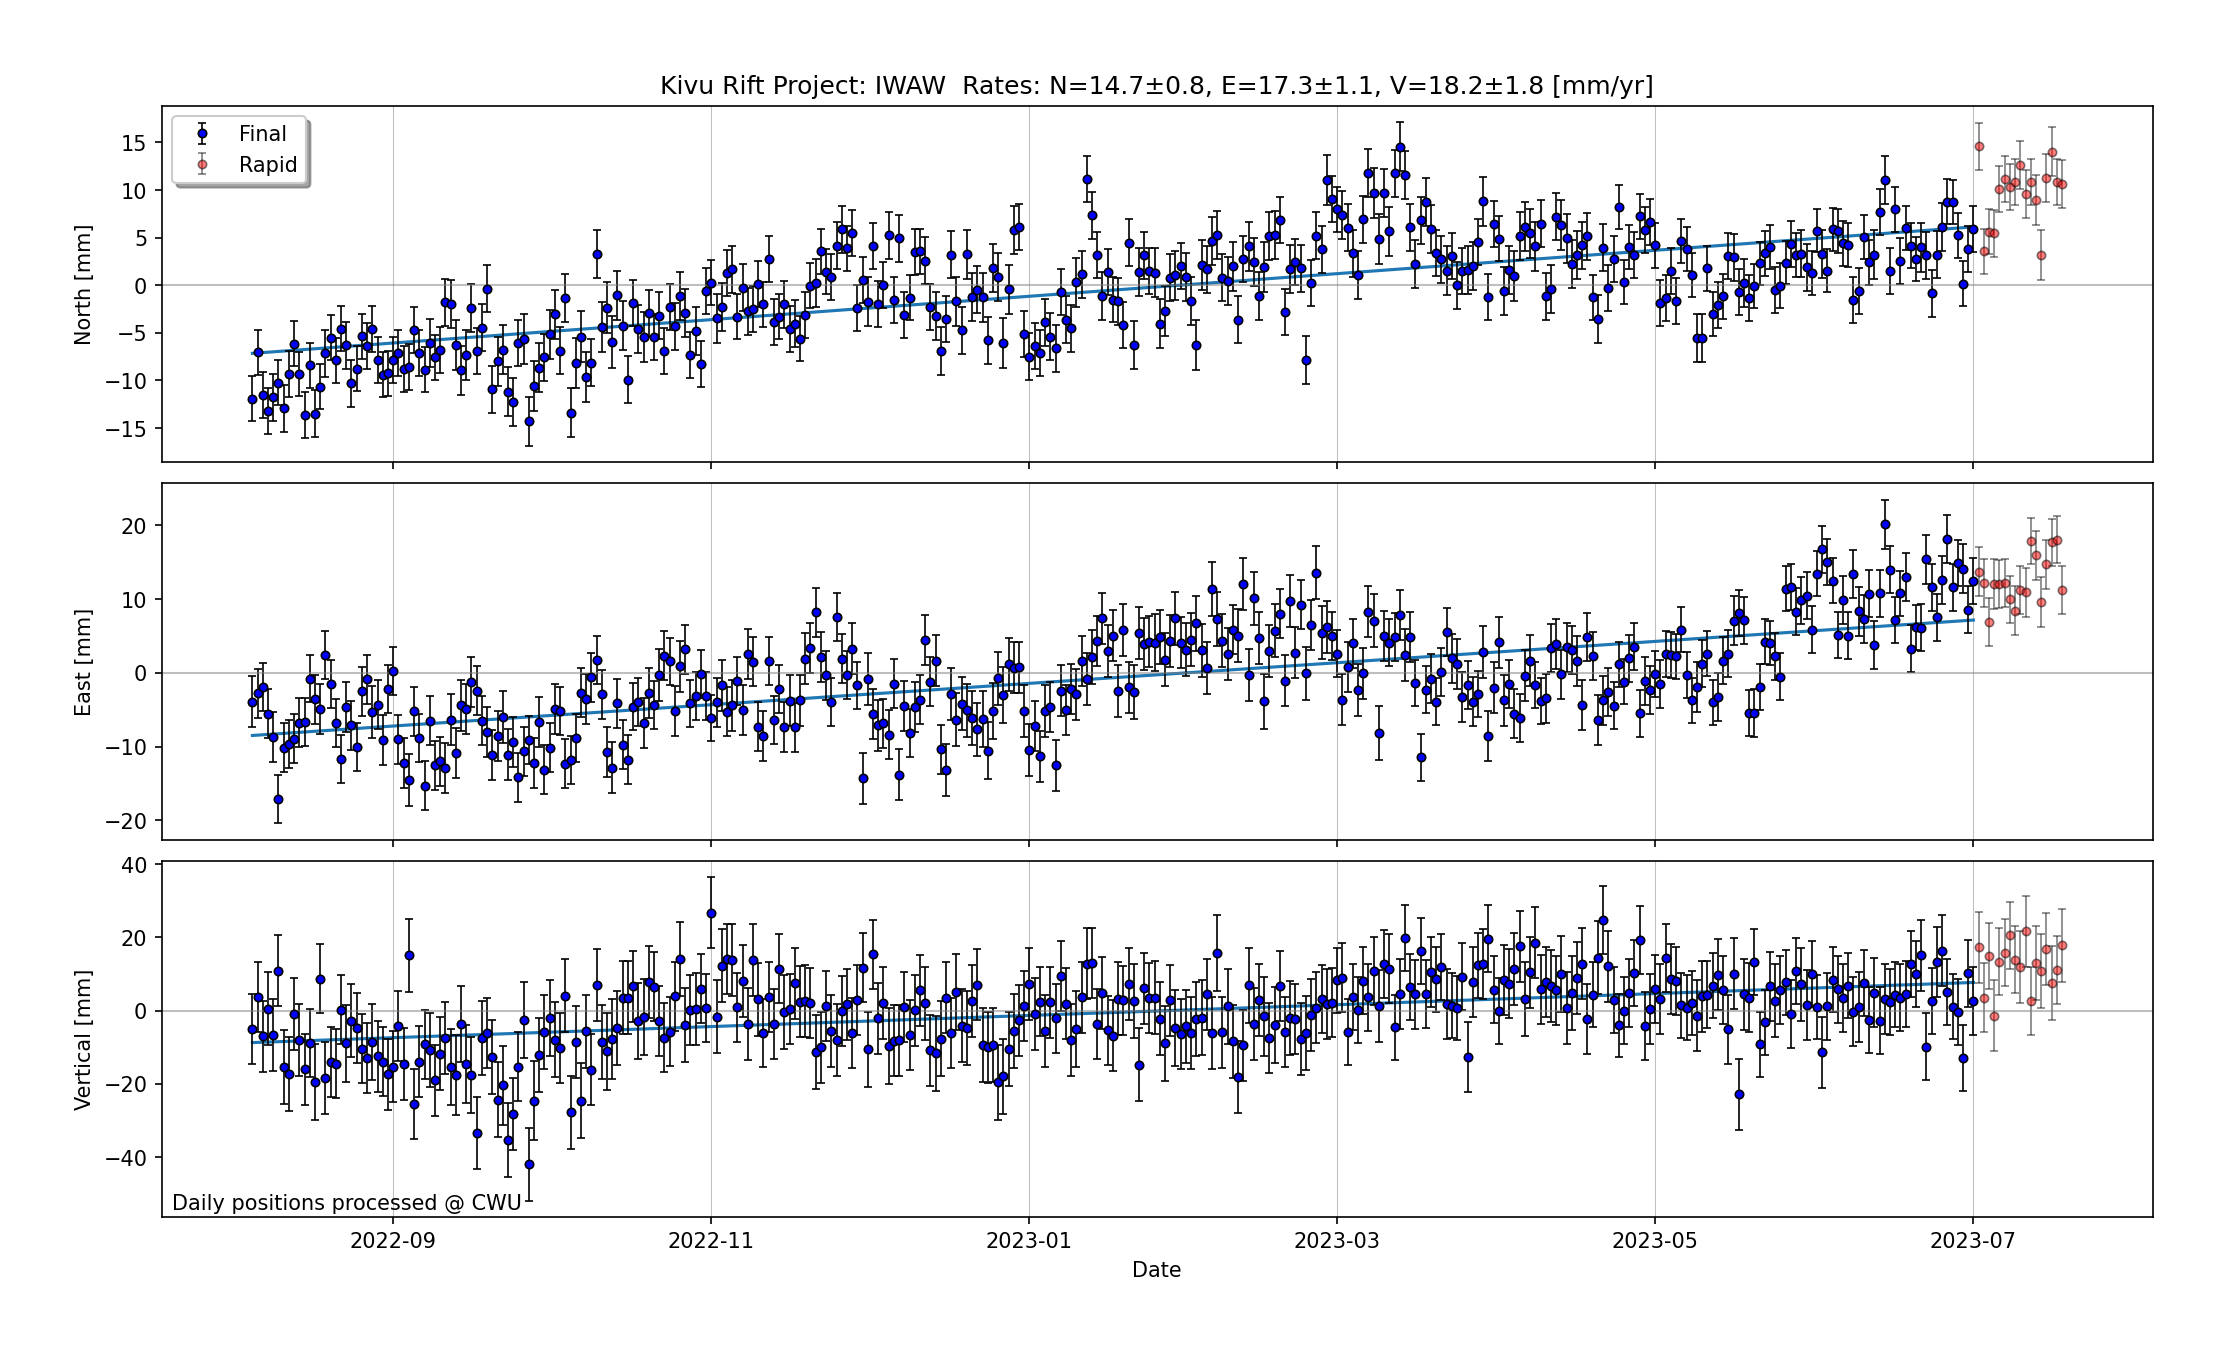 Kivu Rift Project: IWAW  Rates: N=14.7±0.8, E=17.3±1.1, V=18.2±1.8 [mm/yr]
Final
Rapid
North [mm]
15
10
5
0
−5
−10
−15
East [mm]
20
10
0
−10
−20
Vertical [mm]
40
20
0
−20
−40
Daily positions processed @ CWU
2022-09 2022-11 2023-01 2023-03 2023-05 2023-07
Date